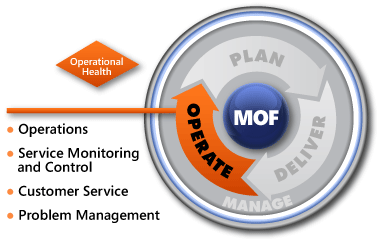 Operational
Health
PLAN
MOF
OPERATE
DELIVER
MANAGE
• Operations
• Service Monitoring
and Control
• Customer Service
• Problem Management